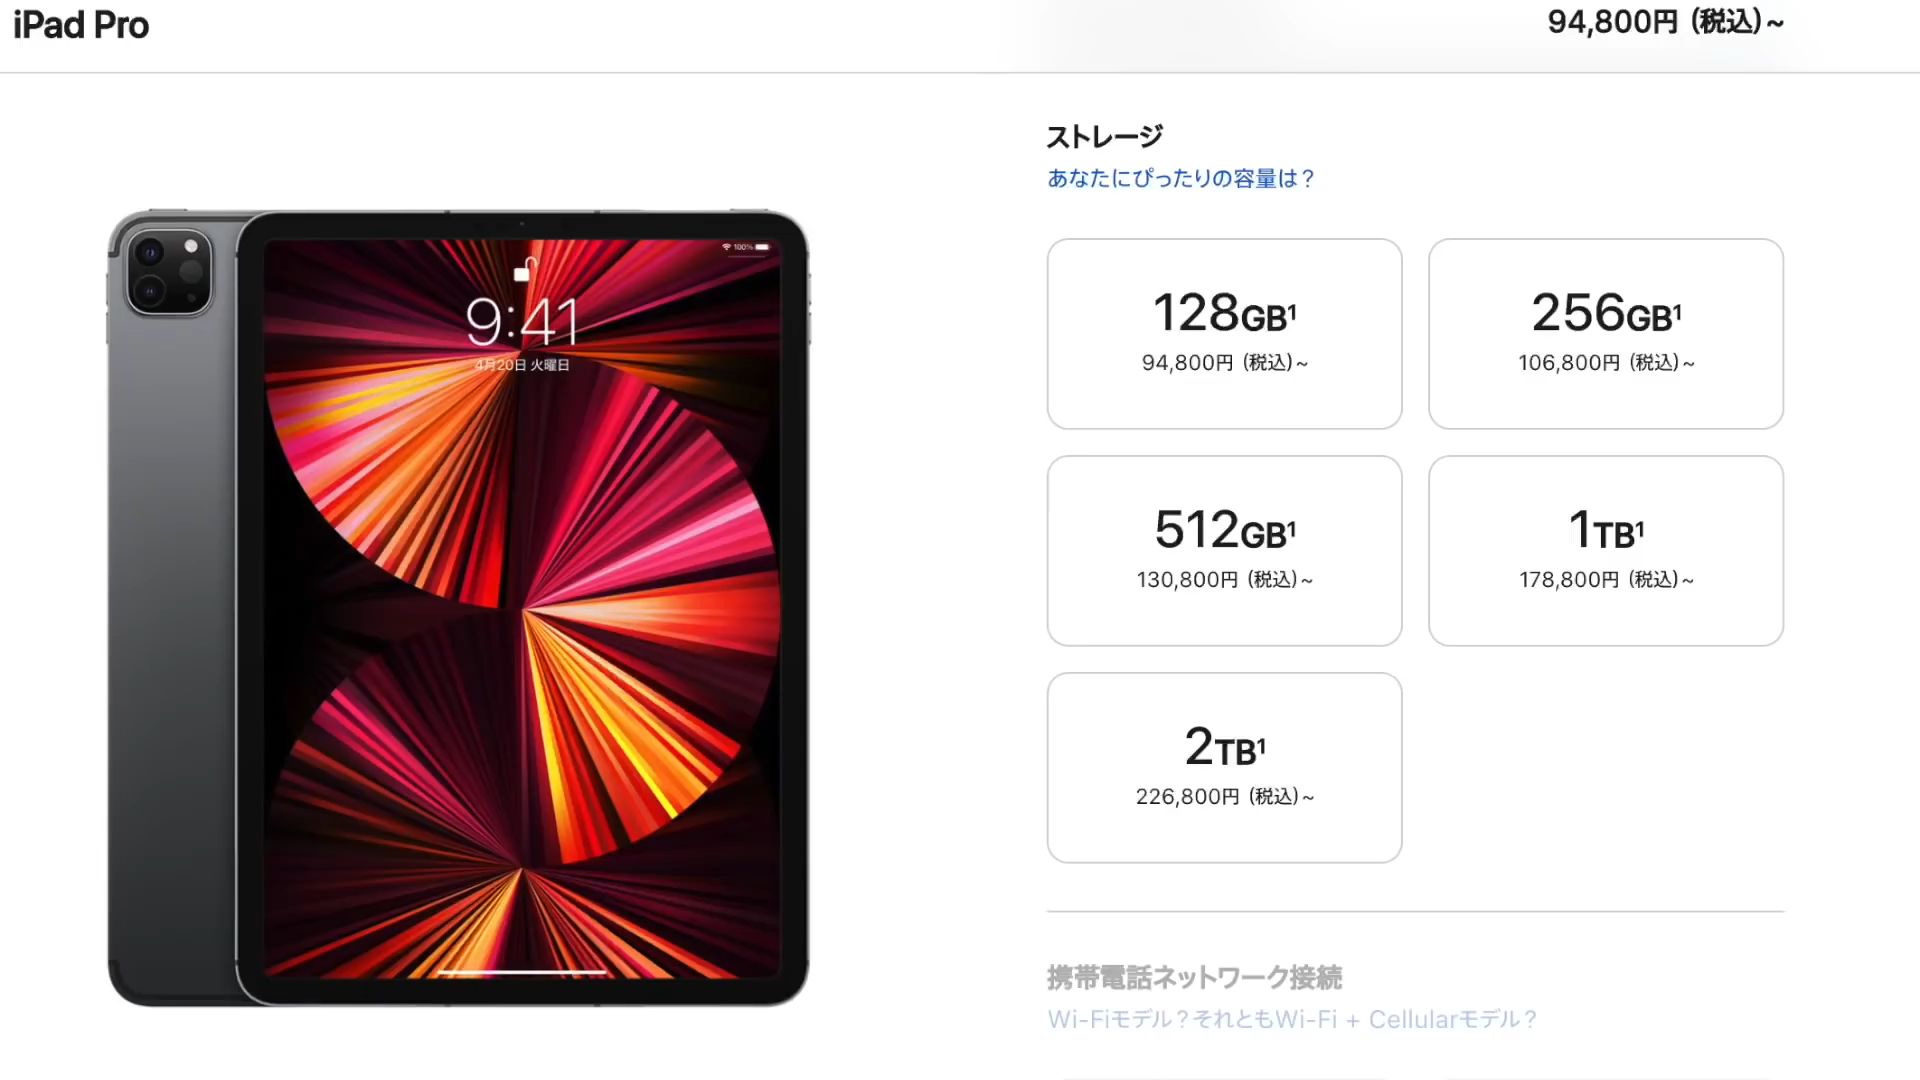 iPad Pro
94,800円 (税込)~
ストレージ
あなたにぴったりの容量は?
128GB¹
94,800円 (税込)~
256GB¹
106,800円 (税込)~
512GB¹
130,800円 (税込)~
1TB¹
178,800円 (税込)~
2TB¹
226,800円 (税込)~
100%
9:41
4月20日 火曜日
携帯電話ネットワーク接続
Wi-Fiモデル?それともWi-Fi + Cellularモデル?